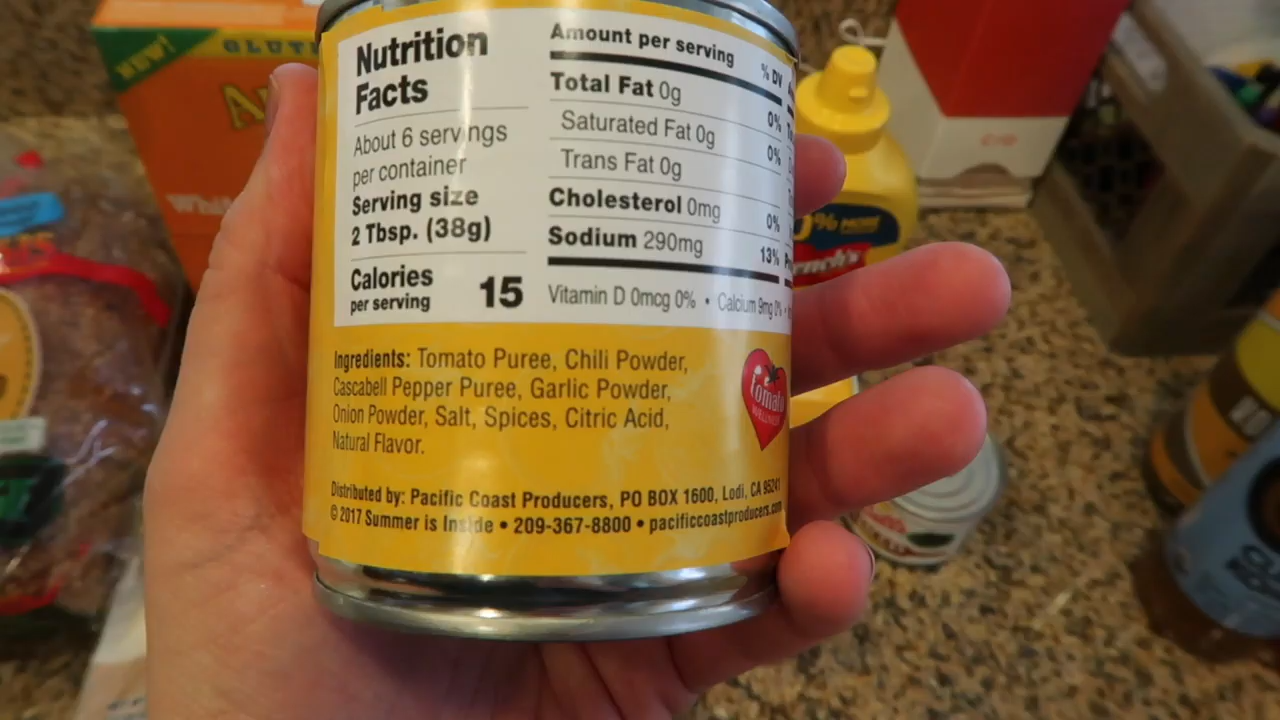 Nutrition
Facts
About 6 servings
per container
Serving size
2 Tbsp. (38g)
Calories
per serving 15
Amount per serving
% DV
Total Fat 0g 0%
Saturated Fat 0g 0%
Trans Fat 0g
Cholesterol 0mg 0%
Sodium 290mg 13%
Vitamin D 0mcg 0% • Calcium 9mg 0% •
Ingredients: Tomato Puree, Chili Powder,
Cascabell Pepper Puree, Garlic Powder,
Onion Powder, Salt, Spices, Citric Acid,
Natural Flavor.
Tomato
WELLNESS
Distributed by: Pacific Coast Producers, PO BOX 1600, Lodi, CA 95241
© 2017 Summer is Inside • 209-367-8800 • pacificcoastproducers.com
NEW!